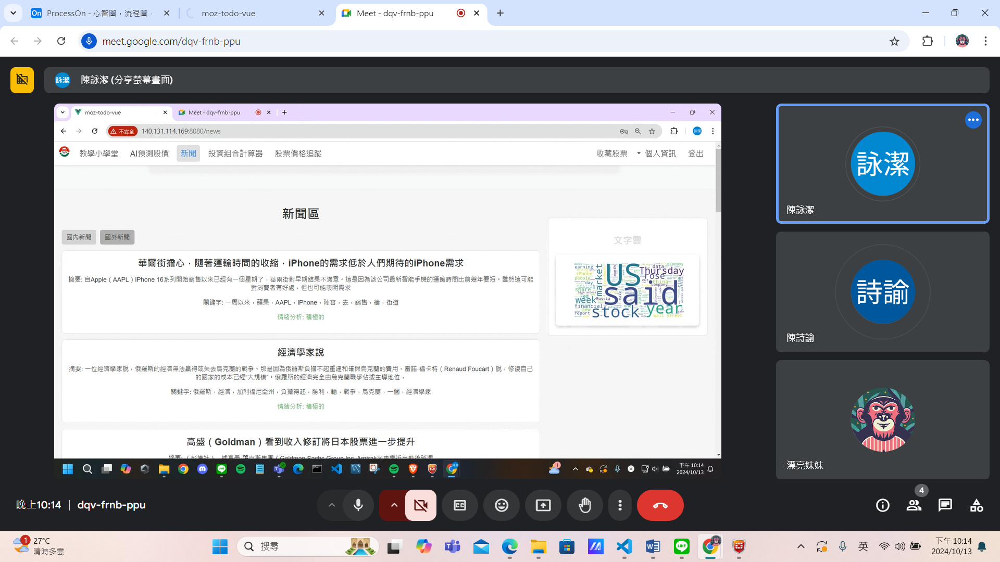 ProcessOn - 心智圖，流程圖，
moz-todo-vue
Meet - dqv-frnb-ppu
meet.google.com/dqv-frnb-ppu
詠潔
陳詠潔 (分享螢幕畫面)
moz-todo-vue
Meet - dqv-frnb-ppu
不安全
140.131.114.169:8080/news
教學小學堂
AI預測股價
新聞
投資組合計算器
股票價格追蹤
收藏股票
個人資訊
登出
新聞區
國內新聞
國外新聞
華爾街擔心，隨著運輸時間的收縮，iPhone的需求低於人們期待的iPhone需求
摘要: 自Apple（AAPL）iPhone 16系列開始銷售以來已經有一個星期了，華爾街對早期結果不滿意。這是因為該公司最新智能手機的運輸時間比前幾年要短。雖然這可能
對消費者有好處，但也可能表明需求
關鍵字: 一周以來，蘋果，AAPL，iPhone，陣容，去，銷售，牆，街道
情緒分析: 積極的
經濟學家說
摘要: 一位經濟學家說，俄羅斯的經濟無法贏得或失去烏克蘭的戰爭。那是因為俄羅斯負擔不起重建和確保烏克蘭的費用。雷諾·福卡特（Renaud Foucart）說，修復自己
的國家的成本已經“大規模”。俄羅斯的經濟完全由烏克蘭戰爭佔據主導地位，
關鍵字: 俄羅斯，經濟，加利福尼亞州，負擔得起，勝利，輸，戰爭，烏克蘭，一個，經濟學家
情緒分析: 積極的
高盛（Goldman）看到收入修訂將日本股票進一步提升
文字雲
US
said
stock
year
Thursday
rose
week
market
earning
iPhone
people
day
share
Fed
Russia
financial
new
report
data
economy
China
company
time
Wall Street
下午 10:14
2024/10/13
詠潔
陳詠潔
詩諭
陳詩諭
漂亮妹妹
晚上10:14
dqv-frnb-ppu
4
1
27°C
晴時多雲
搜尋
英
下午 10:14
2024/10/13